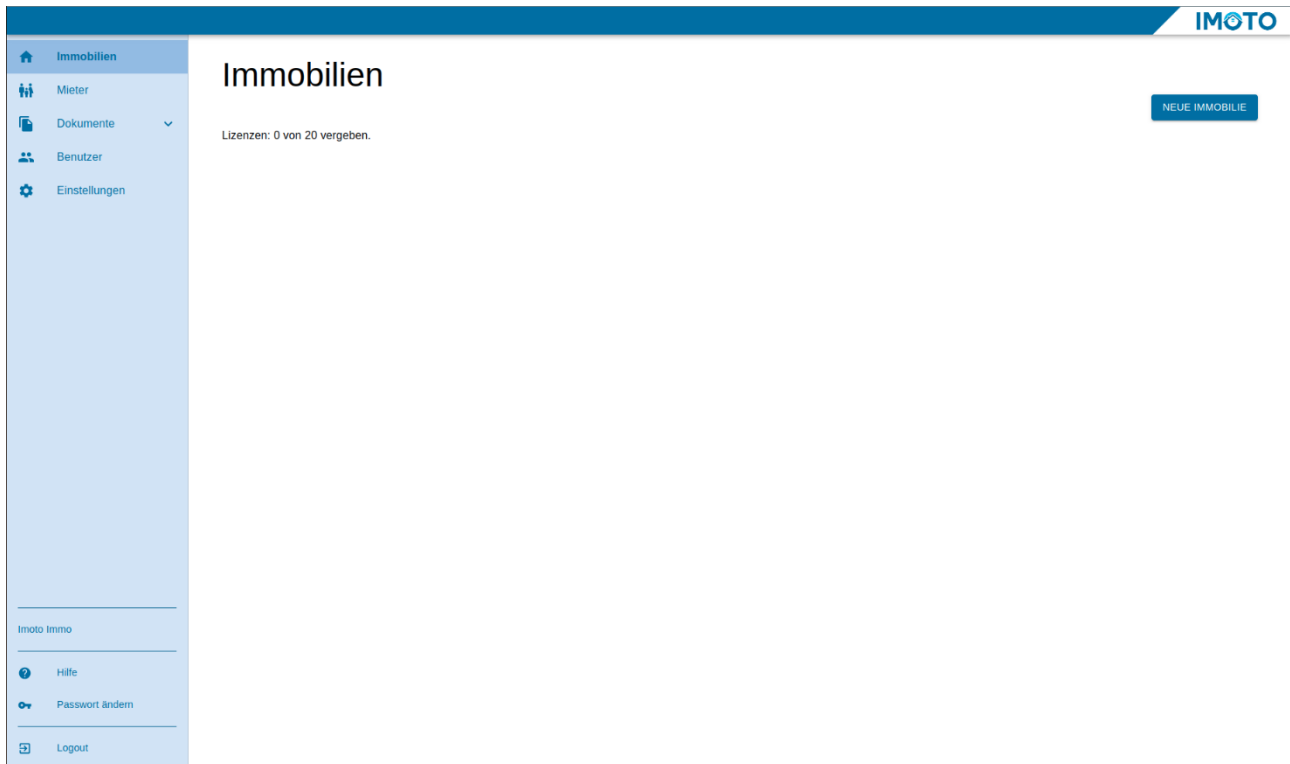 IMOTO
Immobilien
Mieter
Dokumente
Benutzer
Einstellungen
Imoto Immo
Hilfe
Passwort ändern
Logout
Immobilien
NEUE IMMOBILIE
Lizenzen: 0 von 20 vergeben.